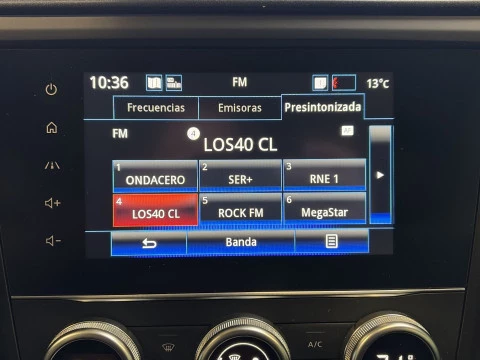 10:36 FM 13°C
Frecuencias Emisoras Presintonizada
FM 4 AF
LOS40 CL
1 ONDACERO 2 SER+ 3 RNE 1
4 LOS40 CL 5 ROCK FM 6 MegaStar
Banda
A/C